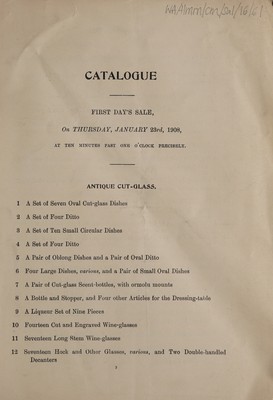 CATALOGUE
FIRST DAY'S SALE,
On THURSDAY, JANUARY 23rd, 1908,
AT TEN MINUTES PAST ONE O'CLOCK PRECISELY.
ANTIQUE CUT-GLASS.
1 A Set of Seven Oval Cut-glass Dishes
2 A Set of Four Ditto
3 A Set of Ten Small Circular Dishes
4 A Set of Four Ditto
5 A Pair of Oblong Dishes and a Pair of Oval Ditto
6 Four Large Dishes, various, and a Pair of Small Oval Dishes
7 A Pair of Cut-glass Scent-bottles, with ormolu mounts
8 A Bottle and Stopper, and Four other Articles for the Dressing-table
9 A Liqueur Set of Nine Pieces
10 Fourteen Cut and Engraved Wine-glasses
11 Seventeen Long Stem Wine-glasses
12 Seventeen Hock and Other Glasses, various, and Two Double-handled
Decanters